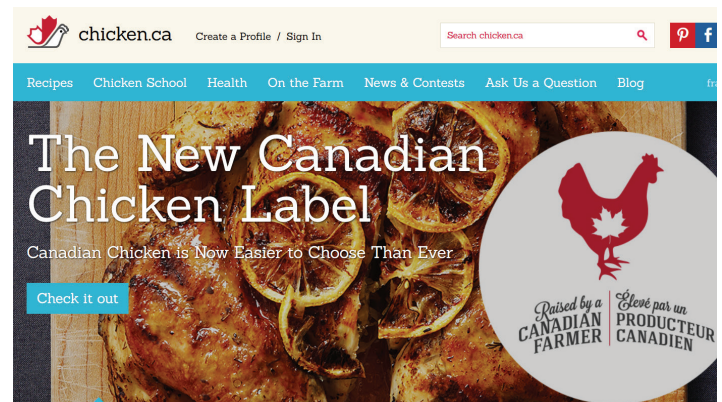 chicken.ca
Create a Profile / Sign In
Search chicken.ca
Recipes Chicken School Health On the Farm News & Contests Ask Us a Question Blog fra
The New Canadian
Chicken Label
Canadian Chicken is Now Easier to Choose Than Ever
Check it out
Raised by a
CANADIAN
FARMER
Élevé par un
PRODUCTEUR
CANADIEN